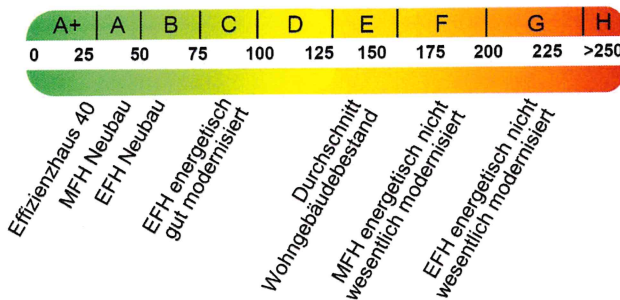 A+ A B C D E F G H
0 25 50 75 100 125 150 175 200 225 >250
Effizienzhaus 40
MFH Neubau
EFH Neubau
EFH energetisch
gut modernisiert
Durchschnitt
Wohngebäudebestand
MFH energetisch nicht
wesentlich modernisiert
EFH energetisch nicht
wesentlich modernisiert